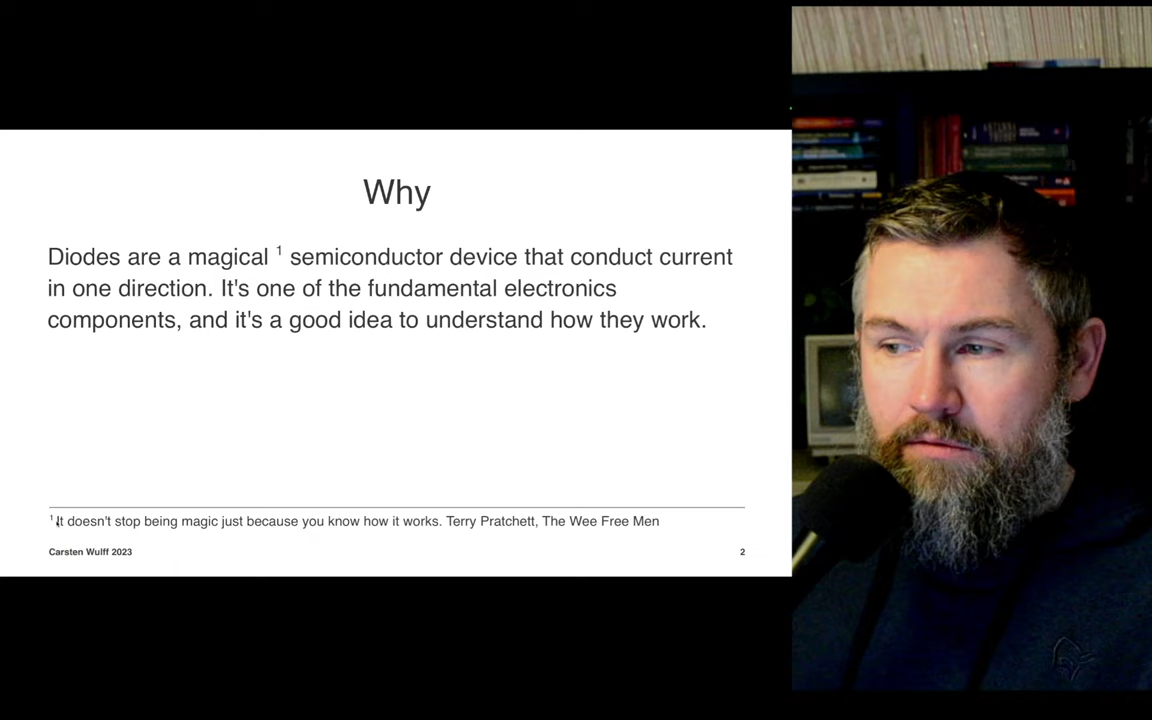 Why
Diodes are a magical ¹ semiconductor device that conduct current
in one direction. It's one of the fundamental electronics
components, and it's a good idea to understand how they work.
¹ It doesn't stop being magic just because you know how it works. Terry Pratchett, The Wee Free Men
Carsten Wulff 2023
2